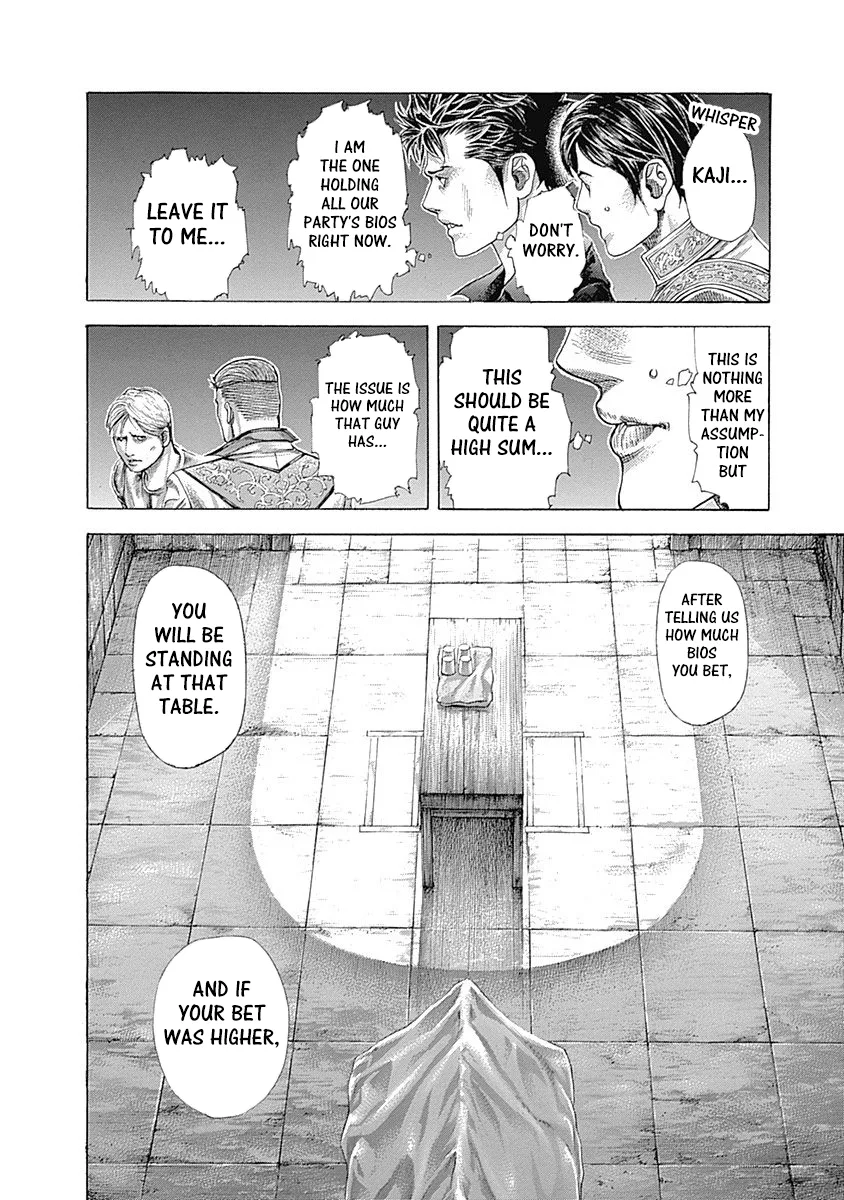 WHISPER
KAJI...
DON'T
WORRY.
I AM
THE ONE
HOLDING
ALL OUR
PARTY'S BIOS
RIGHT NOW.
LEAVE IT
TO ME...
THIS IS
NOTHING
MORE
THAN MY
ASSUMP-
TION
BUT
THIS
SHOULD BE
QUITE A
HIGH SUM...
THE ISSUE IS
HOW MUCH
THAT GUY
HAS...
AFTER
TELLING US
HOW MUCH
BIOS
YOU BET,
YOU
WILL BE
STANDING
AT THAT
TABLE.
AND IF
YOUR BET
WAS HIGHER,